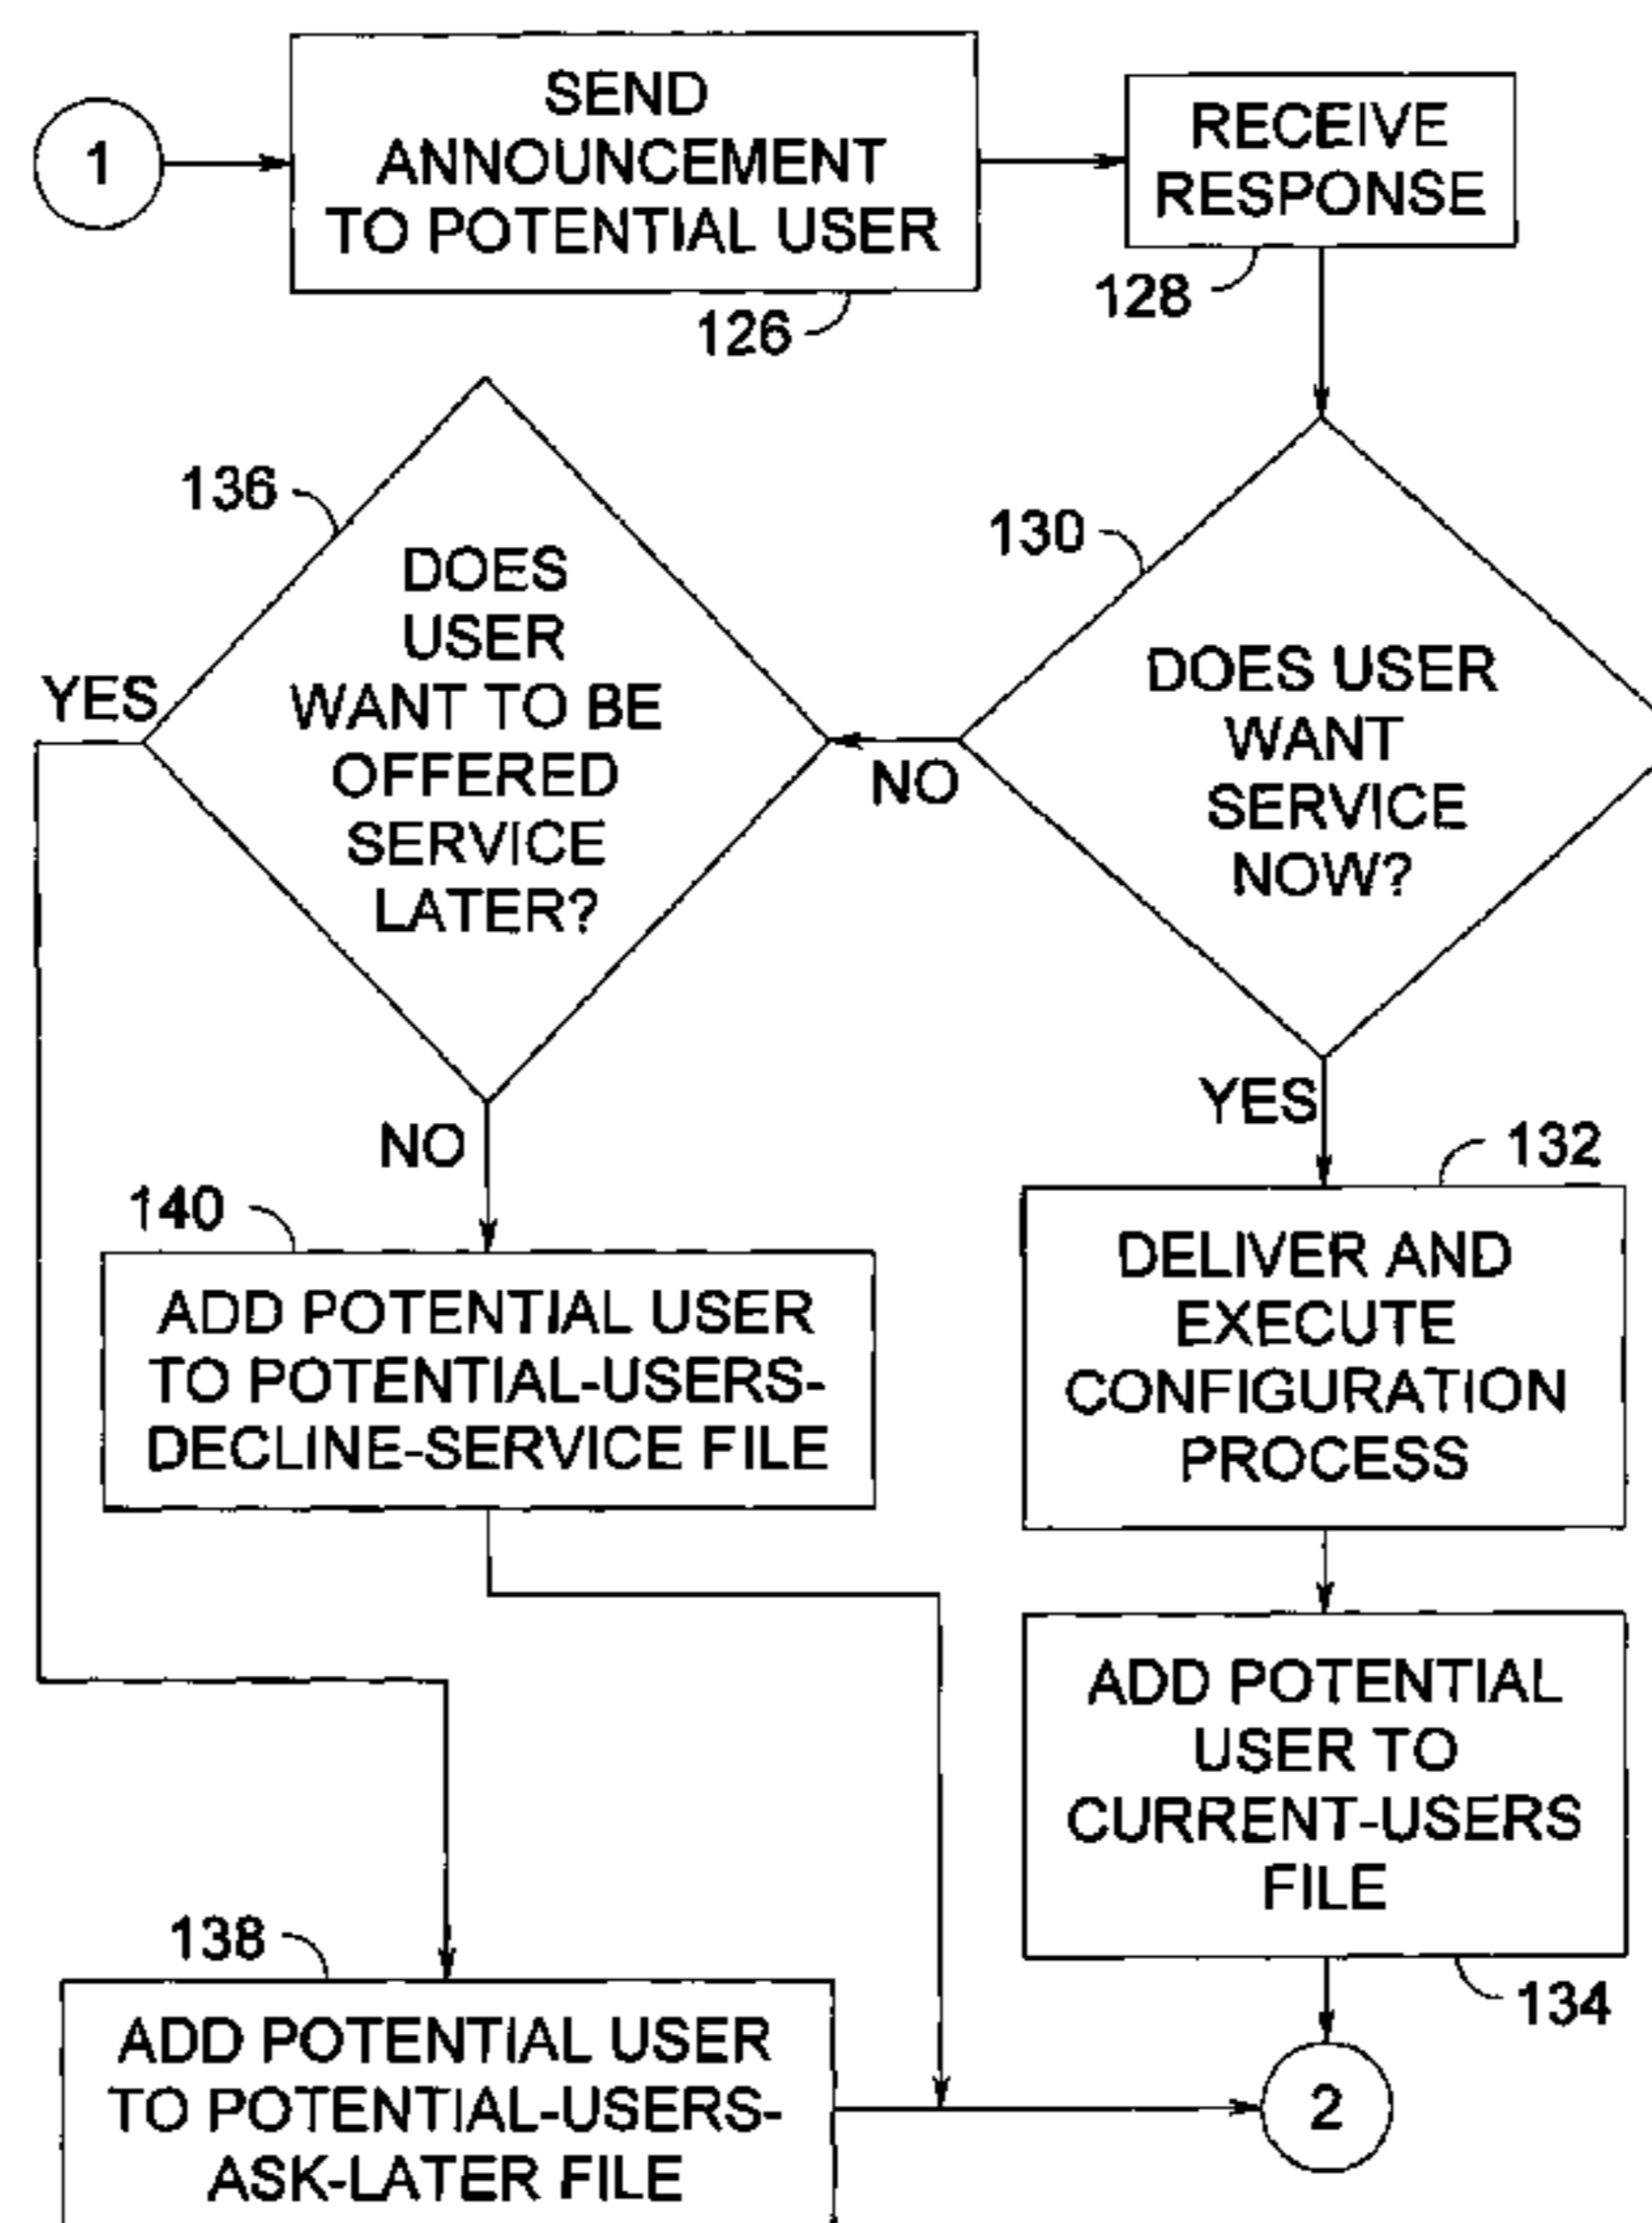 1
SEND
ANNOUNCEMENT
TO POTENTIAL USER
126
RECEIVE
RESPONSE
128
136
DOES
USER
WANT TO BE
OFFERED
SERVICE
LATER?
YES
NO
130
DOES USER
WANT
SERVICE
NOW?
NO
YES
132
DELIVER AND
EXECUTE
CONFIGURATION
PROCESS
140
ADD POTENTIAL USER
TO POTENTIAL-USERS-
DECLINE-SERVICE FILE
ADD POTENTIAL
USER TO
CURRENT-USERS
FILE
134
138
ADD POTENTIAL USER
TO POTENTIAL-USERS-
ASK-LATER FILE
2